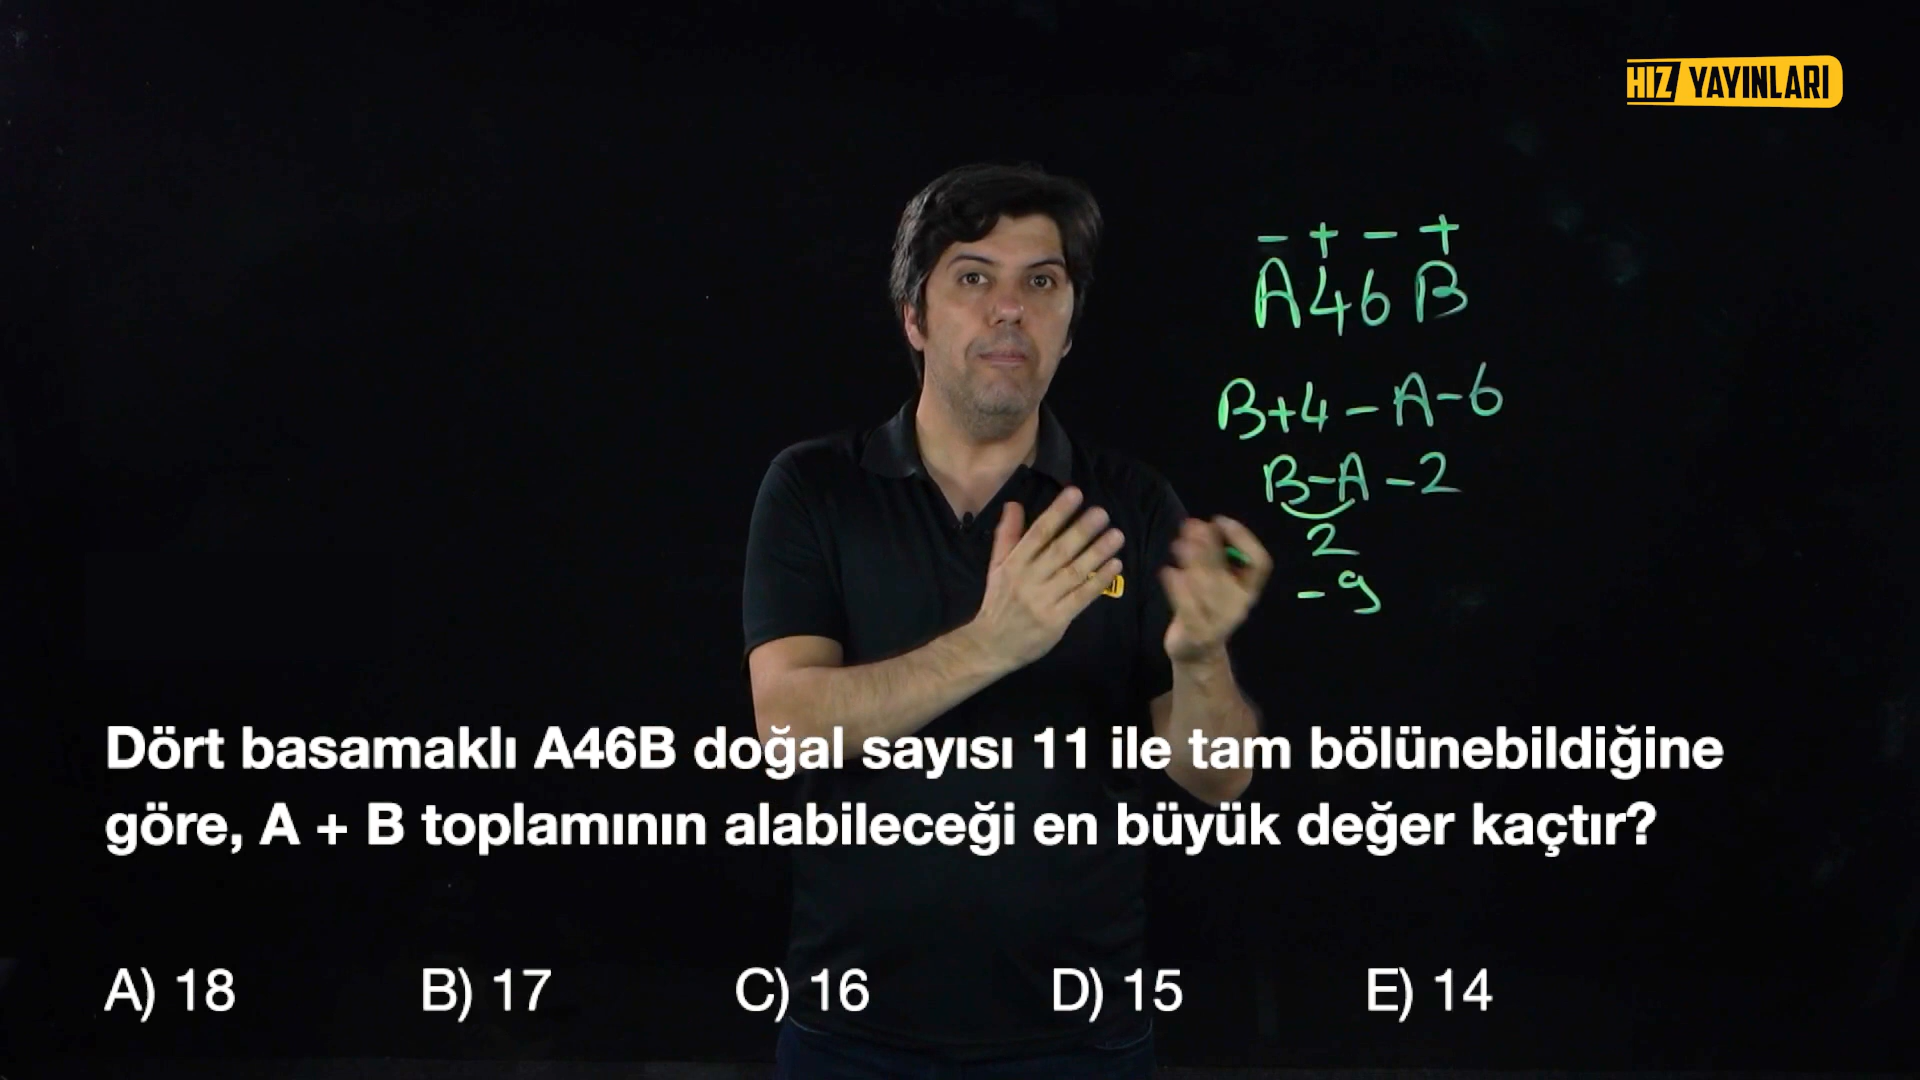 HIZ YAYINLARI
- + - +
A46B
B+4-A-6
B-A-2
2
-9
Dört basamaklı A46B doğal sayısı 11 ile tam bölünebildiğine
göre, A + B toplamının alabileceği en büyük değer kaçtır?
A) 18 B) 17 C) 16 D) 15 E) 14